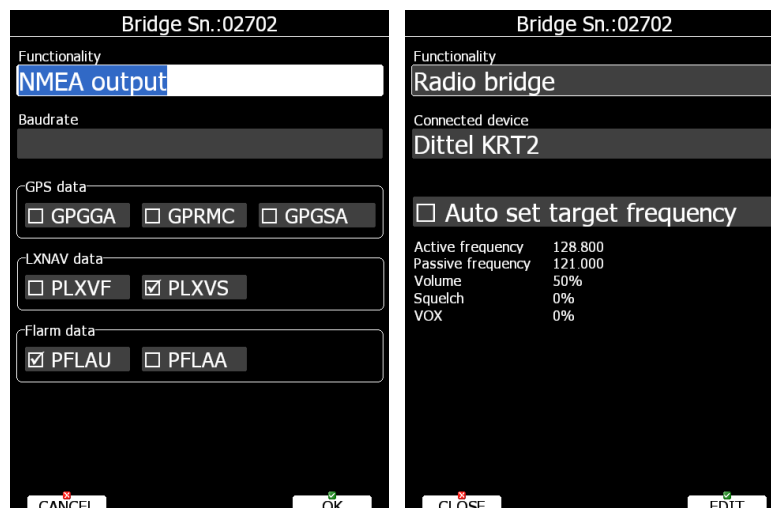 Bridge Sn.:02702
Functionality
NMEA output
Baudrate
GPS data
GPGGA GPRMC GPGSA
LXNAV data
PLXVF PLXVS
Flarm data
PFLAU PFLAA
CANCEL OK
Bridge Sn.:02702
Functionality
Radio bridge
Connected device
Dittel KRT2
Auto set target frequency
Active frequency 128.800
Passive frequency 121.000
Volume 50%
Squelch 0%
VOX 0%
CLOSE EDIT